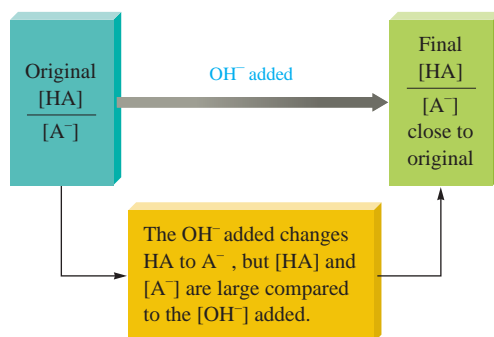 Original
[HA]
[A⁻]
OH⁻ added
Final
[HA]
[A⁻]
close to
original
The OH⁻ added changes
HA to A⁻ , but [HA] and
[A⁻] are large compared
to the [OH⁻] added.